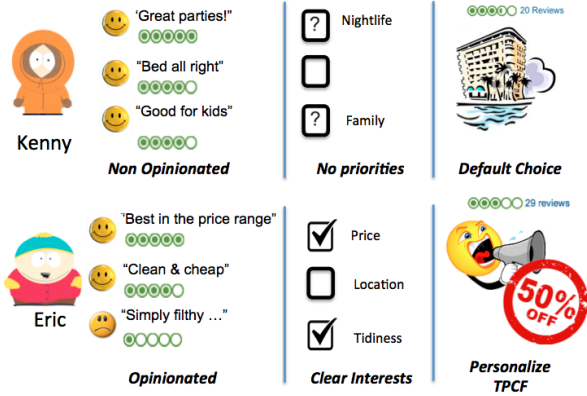 'Great parties!"
"Bed all right"
"Good for kids"
Kenny
Non Opinionated
?
Nightlife
?
Family
No priorities
20 Reviews
Default Choice
"Best in the price range"
"Clean & cheap"
"Simply filthy ..."
Eric
Opinionated
Price
Location
Tidiness
Clear Interests
29 reviews
50%
OFF
Personalize
TPCF